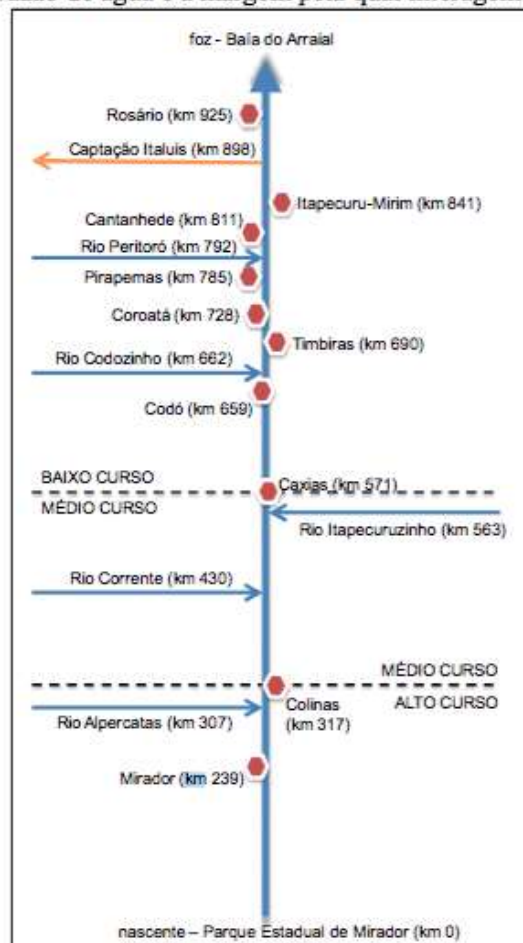 foz - Baía do Arraial
Rosário (km 925)
Captação Italuis (km 898)
Itapecuru-Mirim (km 841)
Cantanhede (km 811)
Rio Peritoró (km 792)
Pirapemas (km 785)
Coroatá (km 728)
Timbiras (km 690)
Rio Codozinho (km 662)
Codó (km 659)
BAIXO CURSO
Caxias (km 571)
MÉDIO CURSO
Rio Itapecuruzinho (km 563)
Rio Corrente (km 430)
MÉDIO CURSO
ALTO CURSO
Colinas
(km 317)
Rio Alpercatas (km 307)
Mirador (km 239)
nascente – Parque Estadual de Mirador (km 0)